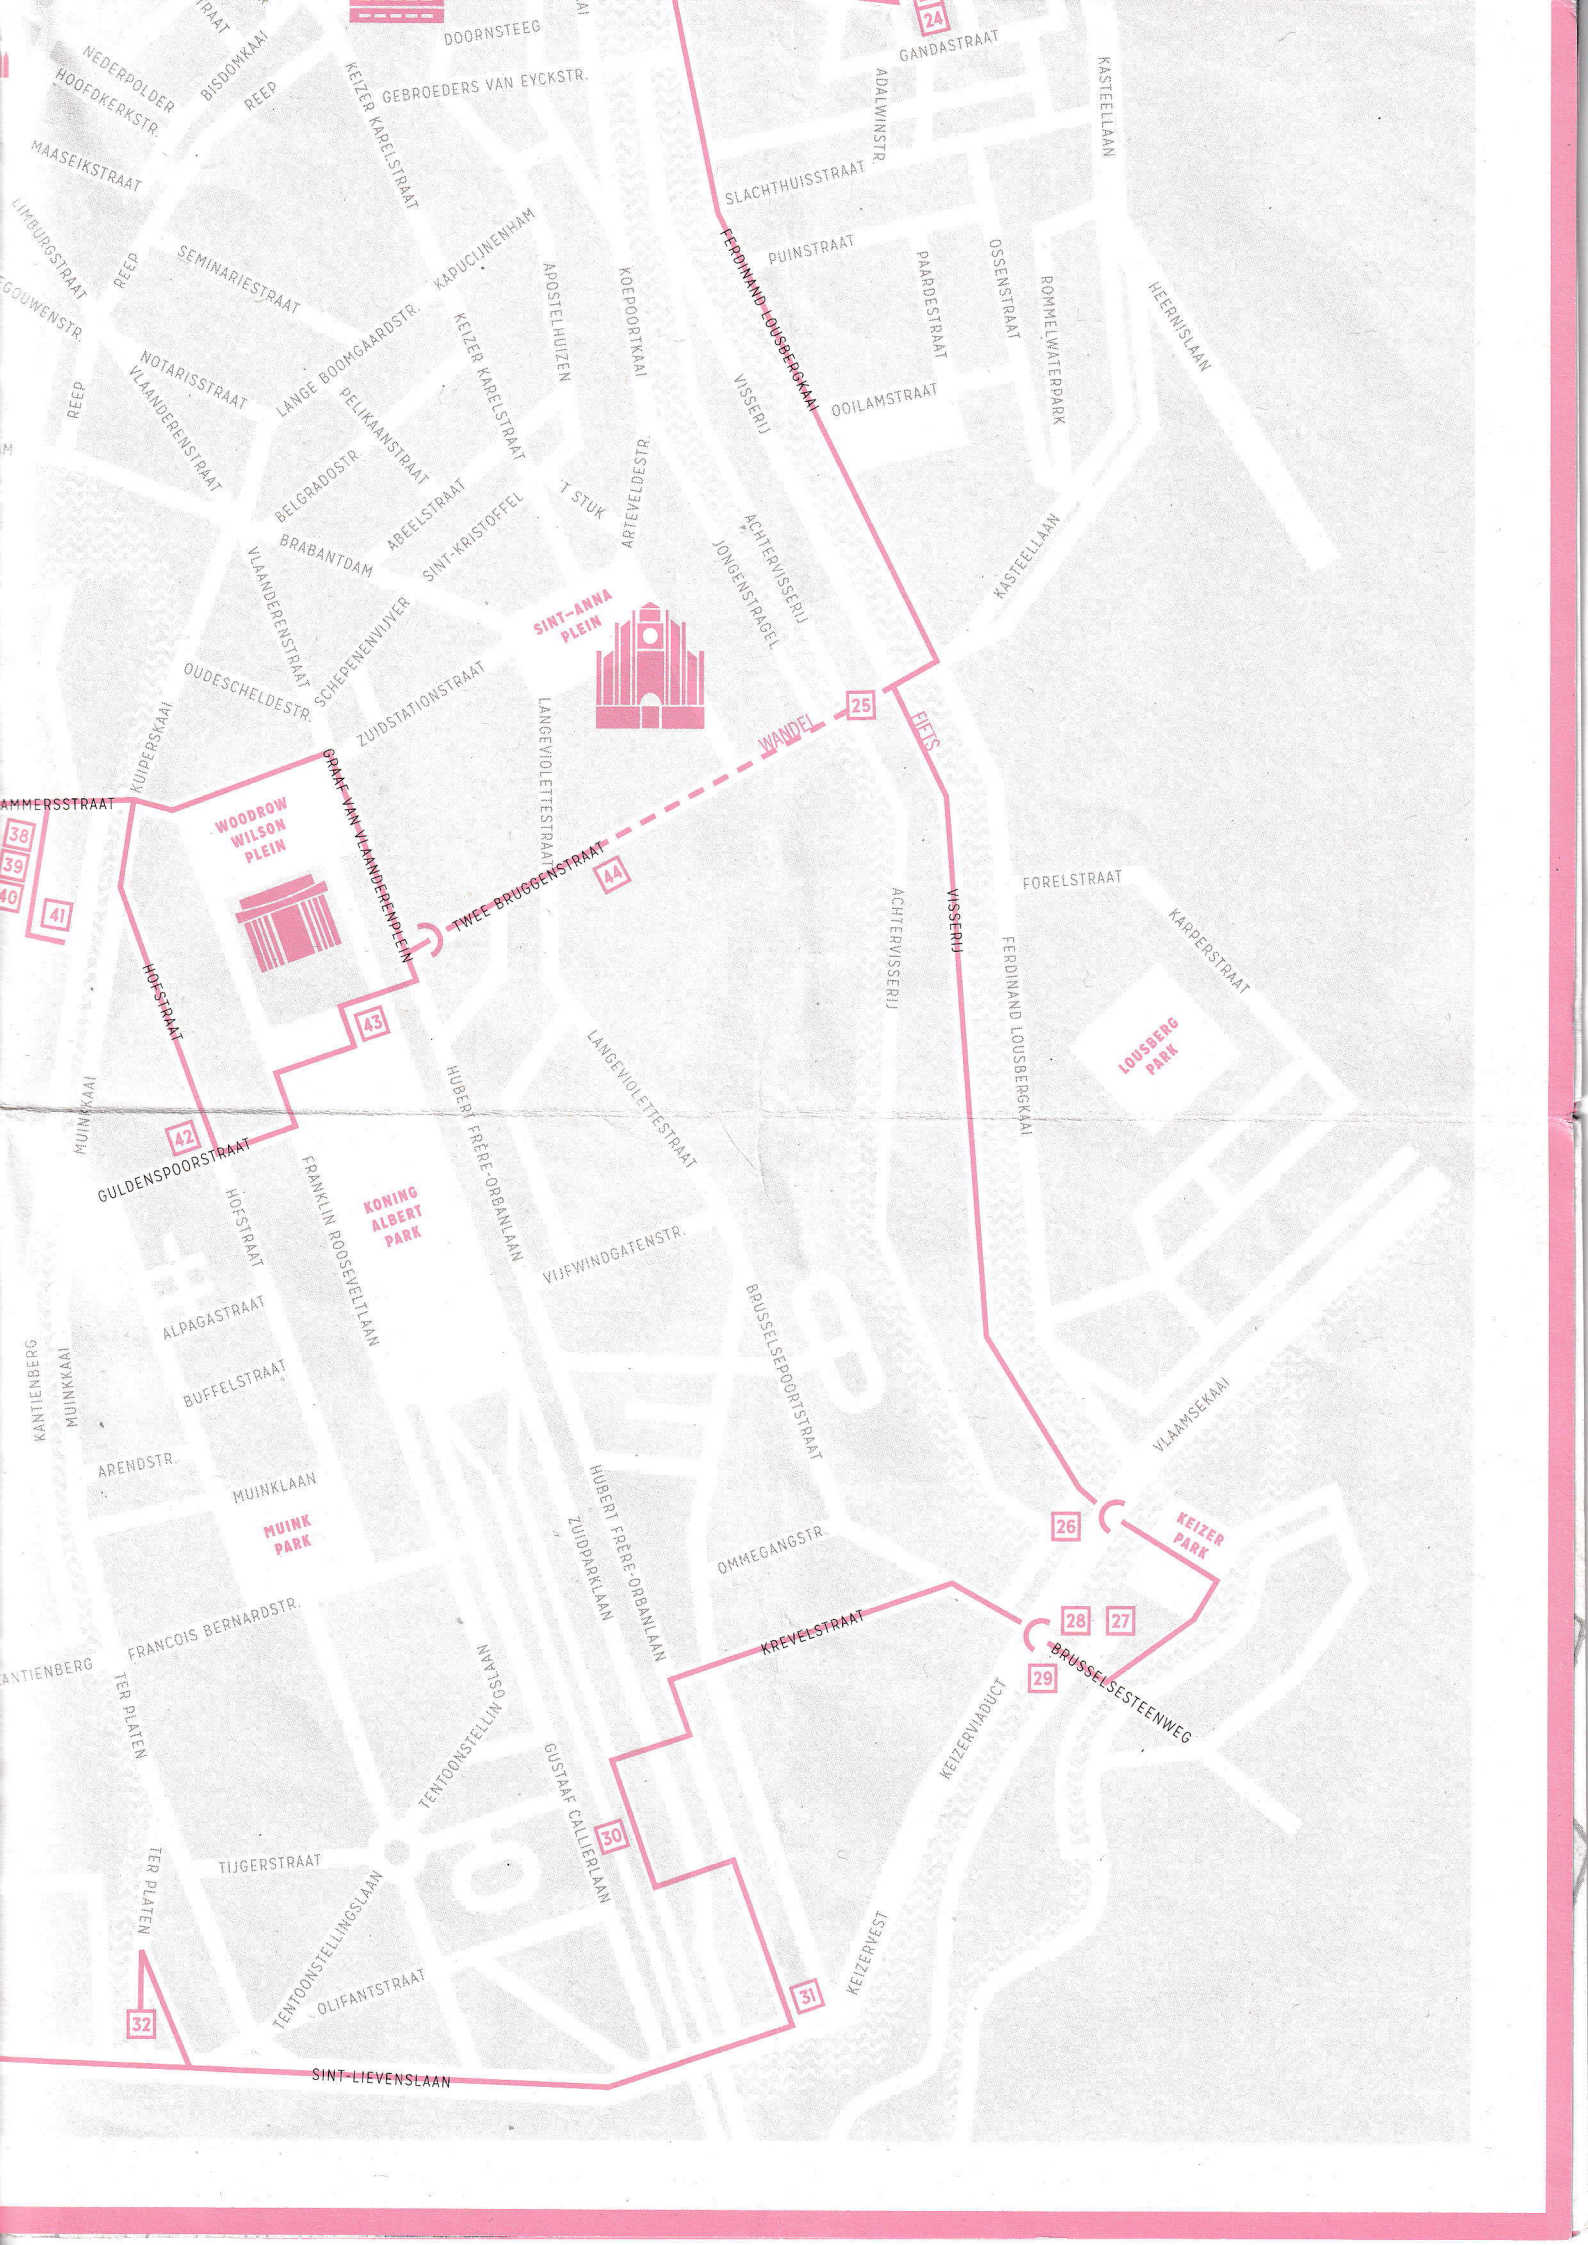 24
DOORNSTEEG
GANDASTRAAT
NEDERPOLDER
HOOFDKERKSTR.
BISDOMKAAI
REEP
KEIZER KARELSTRAAT
GEBROEDERS VAN EYCKSTR.
ADALWINSTR.
KASTEELLAAN
MAASEIKSTRAAT
SLACHTHUISSTRAAT
LIMBURGSTRAAT
REEP
SEMINARIESTRAAT
KAPUCIJNENHAM
APOSTELHUIZEN
KOEPOORTKAAI
FERDINAND LOUSBERGKAAI
PUINSTRAAT
PAARDESTRAAT
OSSENSTRAAT
ROMMELWATERPARK
HEERNISLAAN
GOUWENSTR.
NOTARISSTRAAT
LANGE BOOMGAARDSTR.
KEIZER KARELSTRAAT
REEP
VLAANDERENSTRAAT
PELIKAANSTRAAT
VISSERIJ
OOILAMSTRAAT
BELGRADOSTR.
ABEELSTRAAT
SINT-KRISTOFFEL
T STUK
ARTEVELDESTR.
BRABANTDAM
ACHTERVISSERIJ
JONGENSTRAGEL
KASTEELLAAN
VLAANDERENSTRAAT
SCHEPENENVIJVER
SINT-ANNA
PLEIN
OUDESCHELDESTR.
ZUIDSTATIONSTRAAT
KUIPERSKAAI
LANGEVIOLETTESTRAAT
25
WANDEL
FIETS
AMMERSSTRAAT
GRAAF VAN VLAANDERENPLEIN
WOODROW
WILSON
PLEIN
38
39
40
41
TWEE BRUGGENSTRAAT
44
ACHTERVISSERIJ
VISSERIJ
FORELSTRAAT
KARPERSTRAAT
HOFSTRAAT
FERDINAND LOUSBERGKAAI
43
LANGEVIOLETTESTRAAT
LOUSBERG
PARK
MUINKKAAI
HUBERT FRÈRE-ORBANLAAN
42
GULDENSPOORSTRAAT
HOFSTRAAT
FRANKLIN ROOSEVELTLAAN
KONING
ALBERT
PARK
VIJFWINDGATENSTR.
ALPAGASTRAAT
BRUSSELSEPOORTSTRAAT
KANTIENBERG
MUINKKAAI
BUFFELSTRAAT
VLAAMSEKAAI
ARENDSTR.
MUINKLAAN
MUINK
PARK
HUBERT FRÈRE-ORBANLAAN
ZUIDPARKLAAN
OMMEGANGSTR.
26
KEIZER
PARK
FRANCOIS BERNARDSTR.
KREVELSTRAAT
28
27
BRUSSELSESTEENWEG
29
ANTIENBERG
TER PLATEN
TENTOONSTELLINGSLAAN
KEIZERVIADUCT
GUSTAAF CALLIERLAAN
30
TER PLATEN
TIJGERSTRAAT
TENTOONSTELLINGSLAAN
OLIFANTSTRAAT
KEIZERVEST
31
32
SINT-LIEVENSLAAN